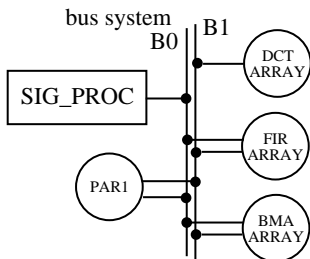 bus system
B0 B1
DCT
ARRAY
SIG_PROC
FIR
ARRAY
PAR1
BMA
ARRAY